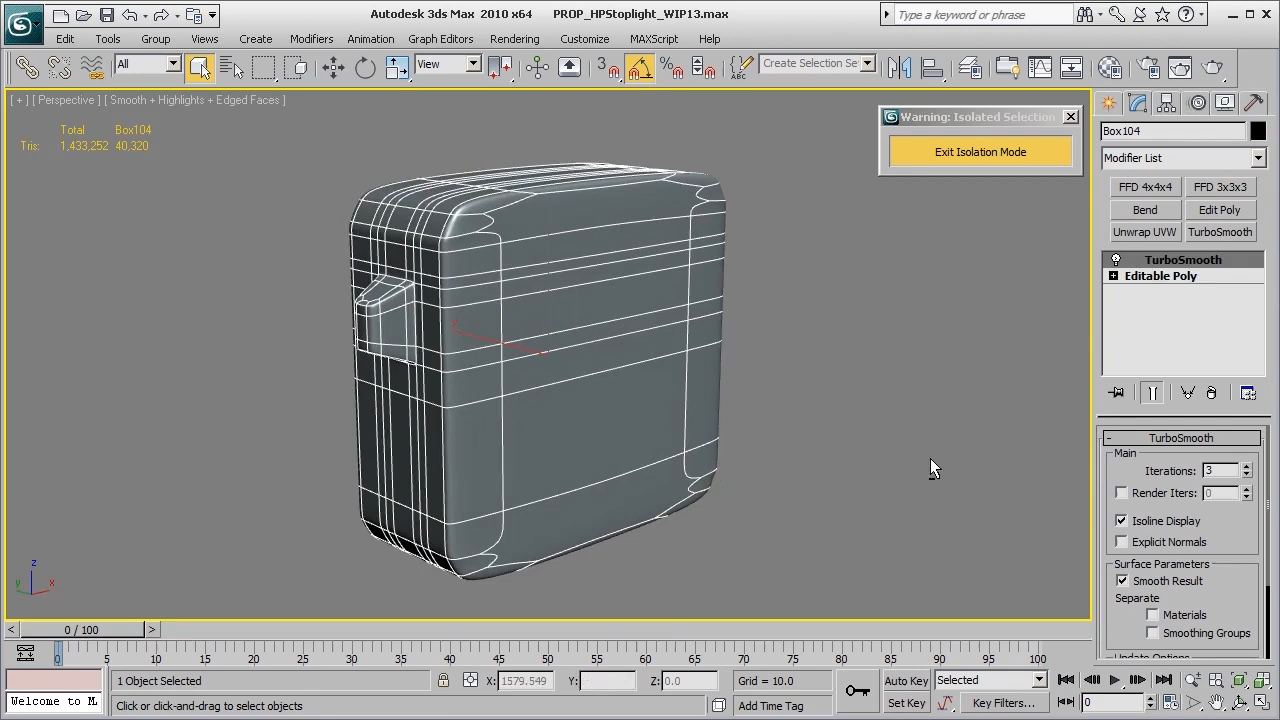 Autodesk 3ds Max 2010 x64 PROP_HPStoplight_WIP13.max
Type a keyword or phrase
Edit Tools Group Views Create Modifiers Animation Graph Editors Rendering Customize MAXScript Help
All View 3 % ABC Create Selection Se
[ + ] [ Perspective ] [ Smooth + Highlights + Edged Faces ]
Total Box104
Tris: 1,433,252 40,320
Warning: Isolated Selection
Exit Isolation Mode
Box104
Modifier List
FFD 4x4x4 FFD 3x3x3
Bend Edit Poly
Unwrap UVW TurboSmooth
TurboSmooth
Editable Poly
TurboSmooth
Main
Iterations: 3
Render Iters: 0
Isoline Display
Explicit Normals
Surface Parameters
Smooth Result
Separate
Materials
Smoothing Groups
Update Options
z
y x
< 0 / 100 >
0 5 10 15 20 25 30 35 40 45 50 55 60 65 70 75 80 85 90 95 100
1 Object Selected X: 1579.549 Y: Z: 0.0 Grid = 10.0 Auto Key Selected
Welcome to M Click or click-and-drag to select objects Add Time Tag Set Key Key Filters... 0